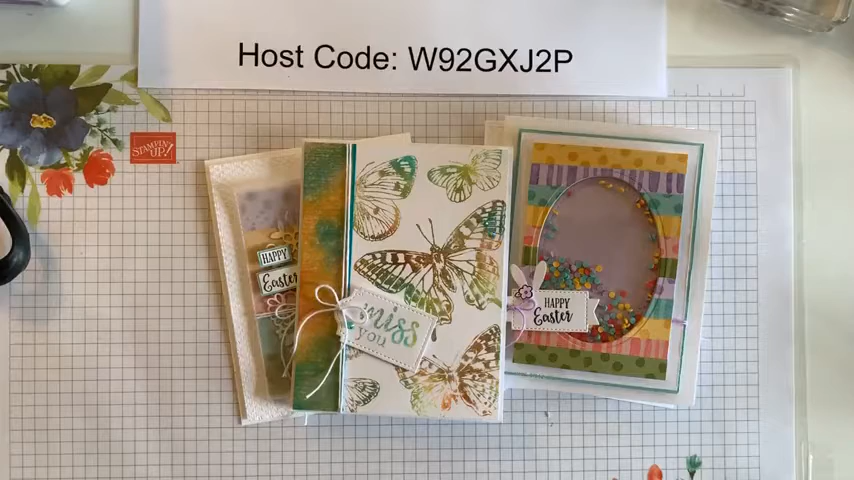 Host Code: W92GXJ2P
STAMPIN' UP!
HAPPY
Easter
miss
you
HAPPY
Easter